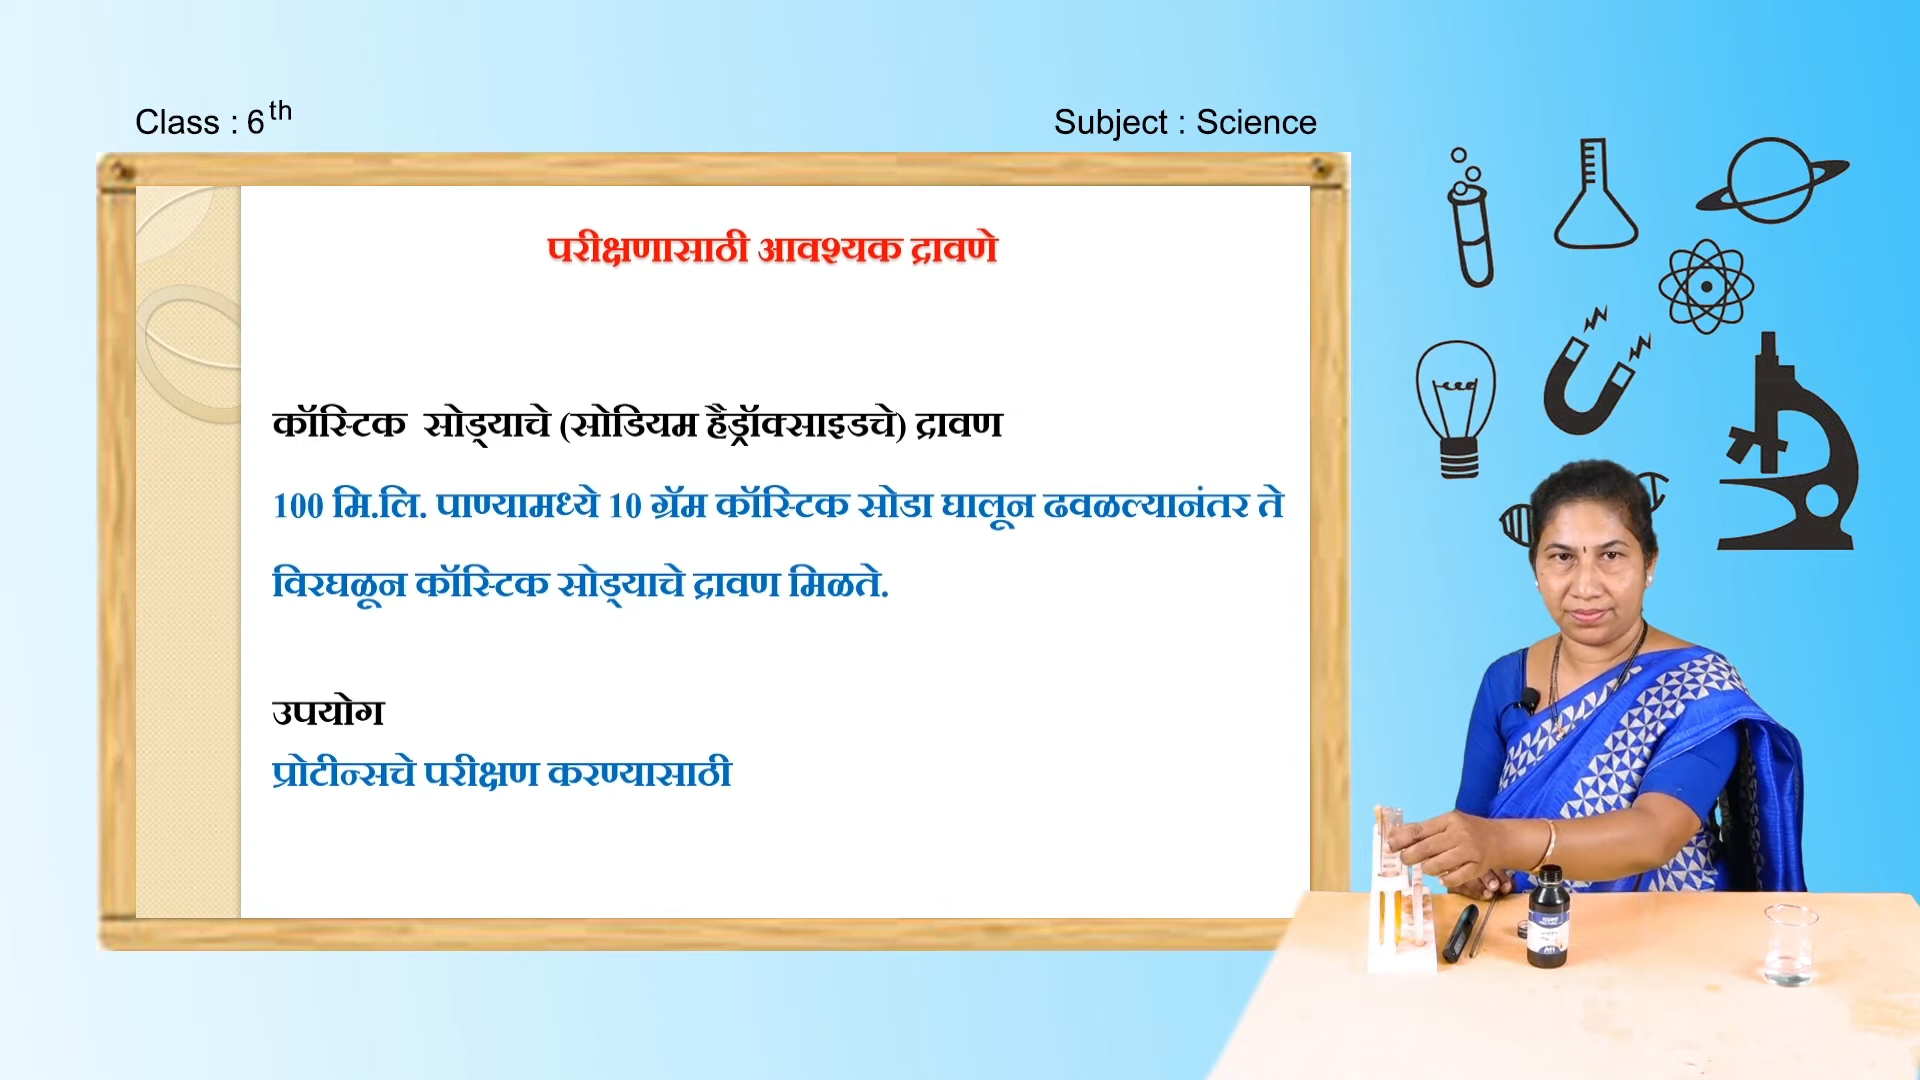 Class : 6th
Subject : Science
परीक्षणासाठी आवश्यक द्रावणे
कॉस्टिक सोड्याचे (सोडियम हैड्रॉक्साइडचे) द्रावण
100 मि.लि. पाण्यामध्ये 10 ग्रॅम कॉस्टिक सोडा घालून ढवळल्यानंतर ते
विरघळून कॉस्टिक सोड्याचे द्रावण मिळते.
उपयोग
प्रोटीन्सचे परीक्षण करण्यासाठी